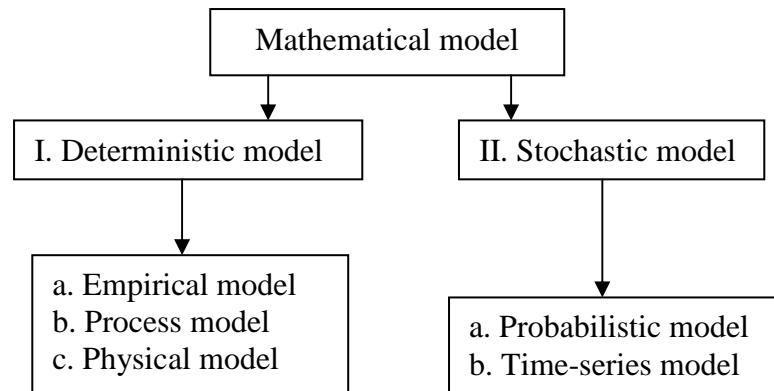 Mathematical model
I. Deterministic model
II. Stochastic model
a. Empirical model
b. Process model
c. Physical model
a. Probabilistic model
b. Time-series model